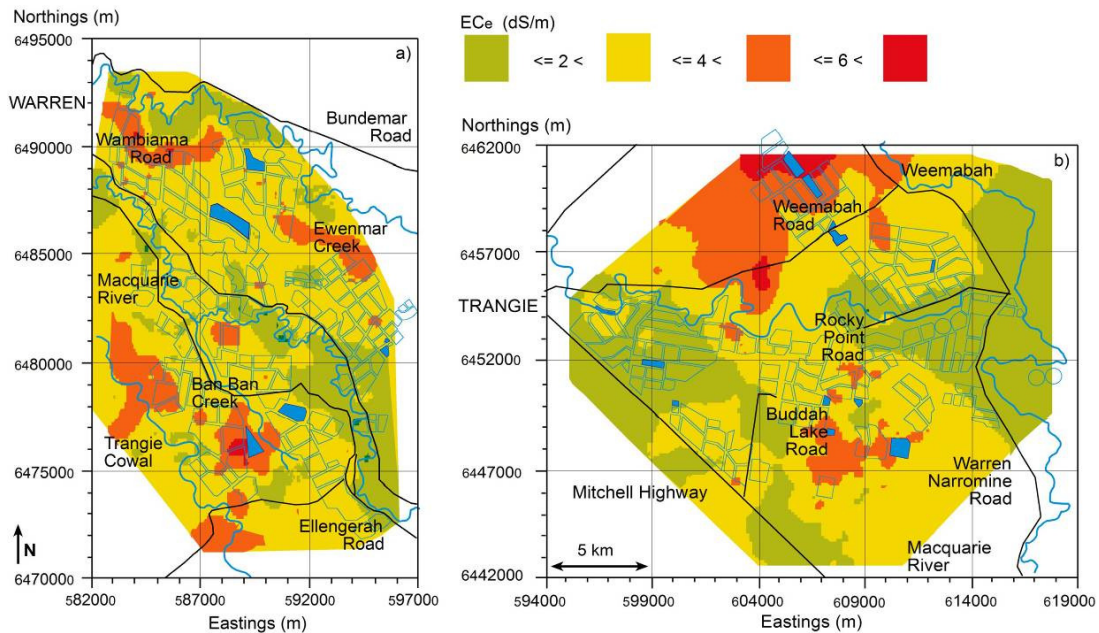 Northings (m)
6495000
a)
WARREN
Bundemar
Road
Wambianna
Road
6490000
Ewenmar
Creek
6485000
Macquarie
River
6480000
Ban Ban
Creek
Trangie
Cowal
6475000
Ellengerah
Road
N
6470000
582000
587000
592000
597000
Eastings (m)
ECe (dS/m)
<= 2 <
<= 4 <
<= 6 <
Northings (m)
6462000
b)
Weemabah
Weemabah
Road
6457000
TRANGIE
Rocky
Point
Road
6452000
Buddah
Lake
Road
6447000
Mitchell Highway
Warren
Narromine
Road
5 km
Macquarie
River
6442000
594000
599000
604000
609000
614000
619000
Eastings (m)